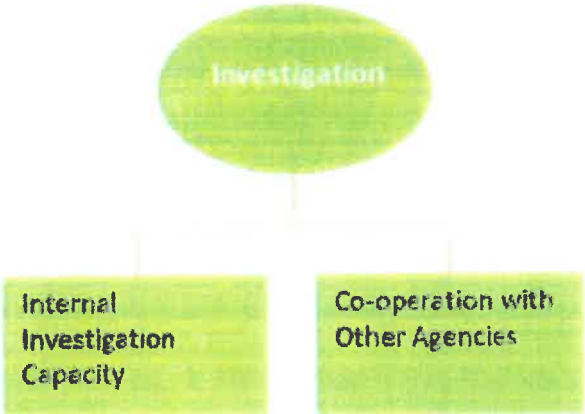 Investigation
Internal
Investigation
Capacity
Co-operation with
Other Agencies